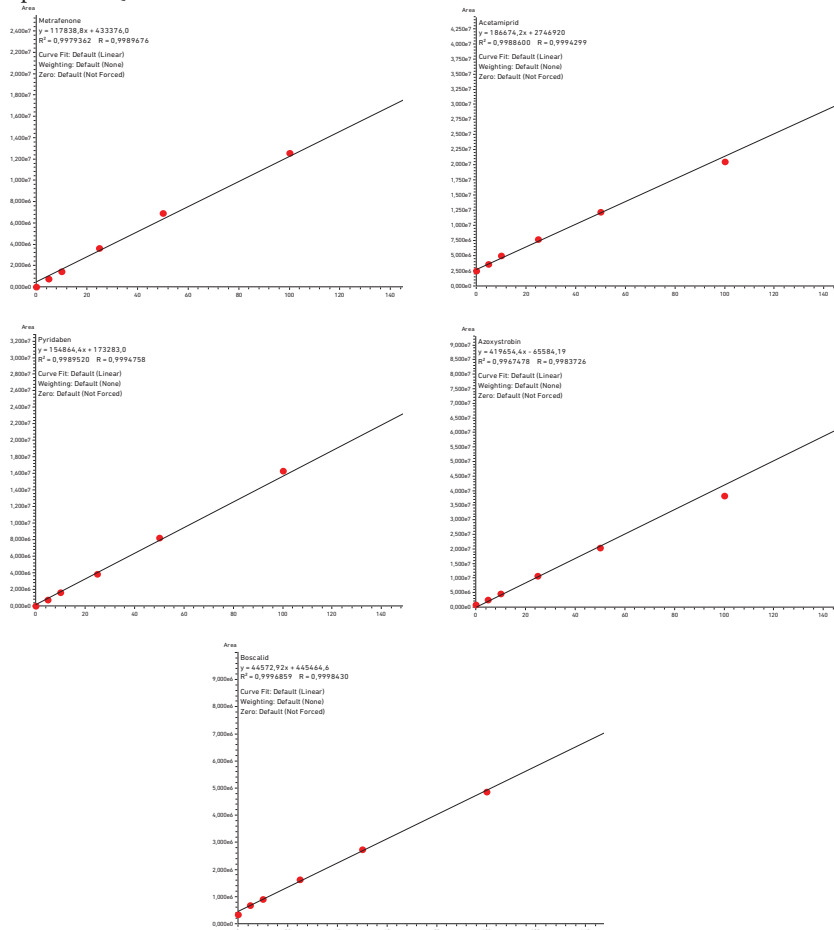 Area
Metrafenone
y = 117838,8x + 433376,0
R² = 0,9979362 R = 0,9989676
Curve Fit: Default (Linear)
Weighting: Default (None)
Zero: Default (Not Forced)
2,400e7
2,200e7
2,000e7
1,800e7
1,600e7
1,400e7
1,200e7
1,000e7
8,000e6
6,000e6
4,000e6
2,000e6
0,000e0
0 20 40 60 80 100 120 140
Area
Acetamiprid
y = 186674,2x + 2746920
R² = 0,9988600 R = 0,9994299
Curve Fit: Default (Linear)
Weighting: Default (None)
Zero: Default (Not Forced)
4,250e7
4,000e7
3,750e7
3,500e7
3,250e7
3,000e7
2,750e7
2,500e7
2,250e7
2,000e7
1,750e7
1,500e7
1,250e7
1,000e7
7,500e6
5,000e6
2,500e6
0,000e0
0 20 40 60 80 100 120 140
Area
Pyridaben
y = 154864,4x + 173283,0
R² = 0,9989520 R = 0,9994758
Curve Fit: Default (Linear)
Weighting: Default (None)
Zero: Default (Not Forced)
3,200e7
3,000e7
2,800e7
2,600e7
2,400e7
2,200e7
2,000e7
1,800e7
1,600e7
1,400e7
1,200e7
1,000e7
8,000e6
6,000e6
4,000e6
2,000e6
0,000e0
0 20 40 60 80 100 120 140
Area
Azoxystrobin
y = 419654,4x - 65584,19
R² = 0,9967478 R = 0,9983726
Curve Fit: Default (Linear)
Weighting: Default (None)
Zero: Default (Not Forced)
9,000e7
8,500e7
8,000e7
7,500e7
7,000e7
6,500e7
6,000e7
5,500e7
5,000e7
4,500e7
4,000e7
3,500e7
3,000e7
2,500e7
2,000e7
1,500e7
1,000e7
5,000e6
0,000e0
0 20 40 60 80 100 120 140
Area
Boscalid
y = 44572,92x + 445464,6
R² = 0,9996859 R = 0,9998430
Curve Fit: Default (Linear)
Weighting: Default (None)
Zero: Default (Not Forced)
9,000e6
8,000e6
7,000e6
6,000e6
5,000e6
4,000e6
3,000e6
2,000e6
1,000e6
0,000e0